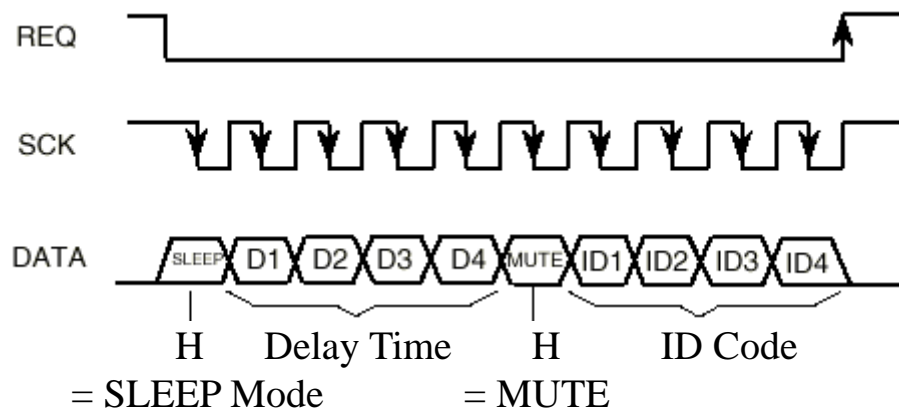 REQ
SCK
DATA SLEEP D1 D2 D3 D4 MUTE ID1 ID2 ID3 ID4
H Delay Time H ID Code
= SLEEP Mode = MUTE